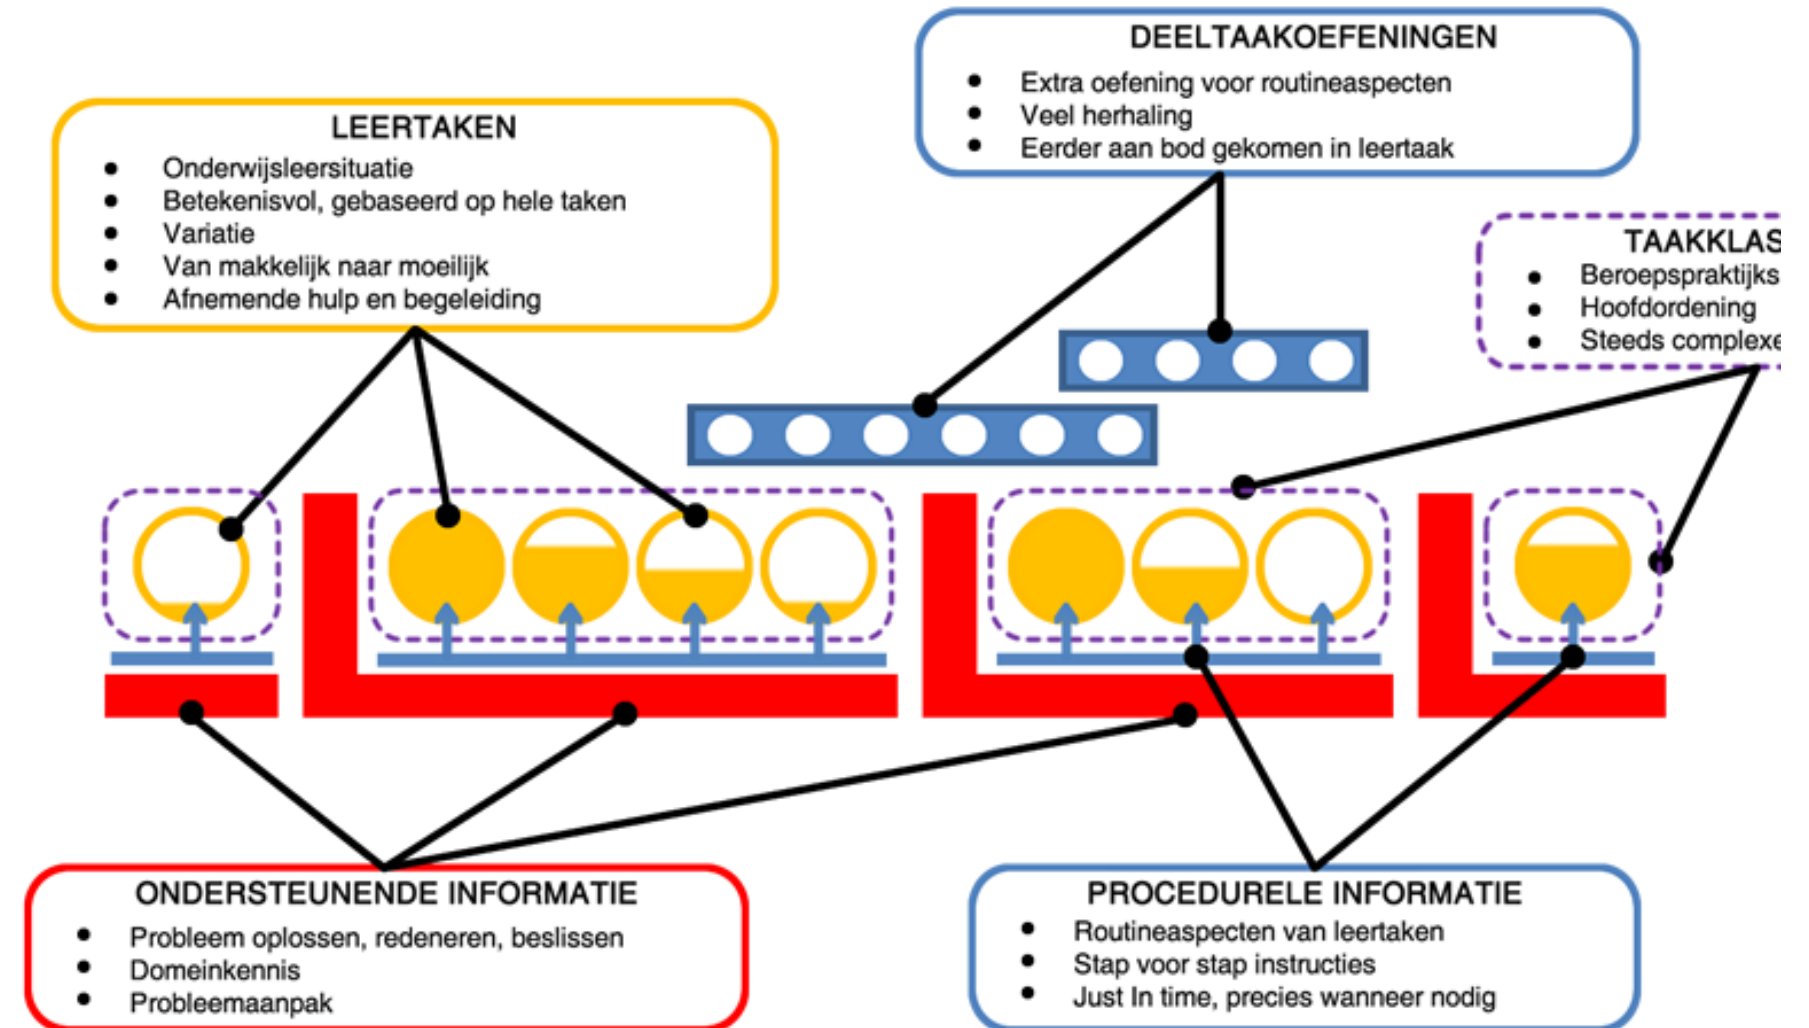 DEELTAAKOEFENINGEN
Extra oefening voor routineaspecten
Veel herhaling
Eerder aan bod gekomen in leertaak
LEERTAKEN
Onderwijsleersituatie
Betekenisvol, gebaseerd op hele taken
Variatie
Van makkelijk naar moeilijk
Afnemende hulp en begeleiding
TAAKKLAS
Beroepspraktijks
Hoofdordening
Steeds complexe
ONDERSTEUNENDE INFORMATIE
Probleem oplossen, redeneren, beslissen
Domeinkennis
Probleemaanpak
PROCEDURELE INFORMATIE
Routineaspecten van leertaken
Stap voor stap instructies
Just In time, precies wanneer nodig